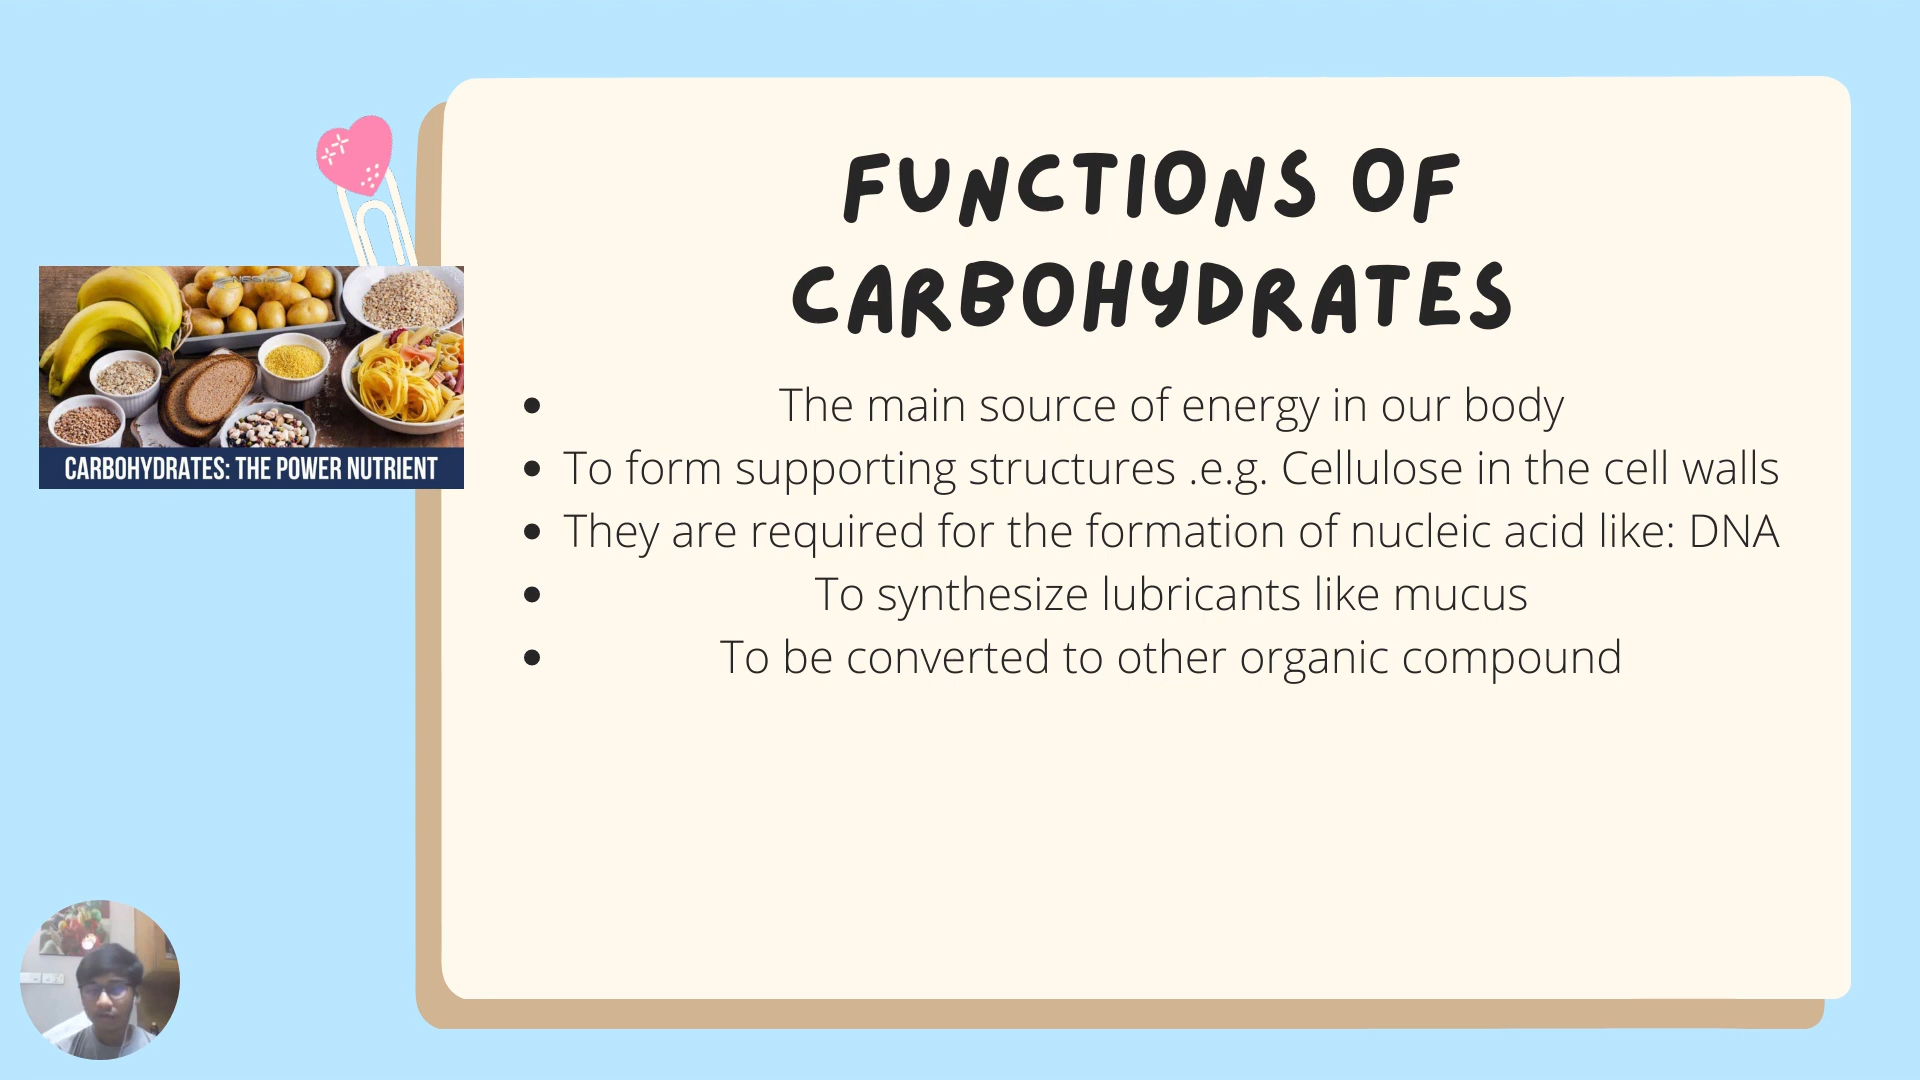 FUNCTIONS OF
CARBOHYDRATES
• The main source of energy in our body
• To form supporting structures .e.g. Cellulose in the cell walls
• They are required for the formation of nucleic acid like: DNA
• To synthesize lubricants like mucus
• To be converted to other organic compound
CARBOHYDRATES: THE POWER NUTRIENT